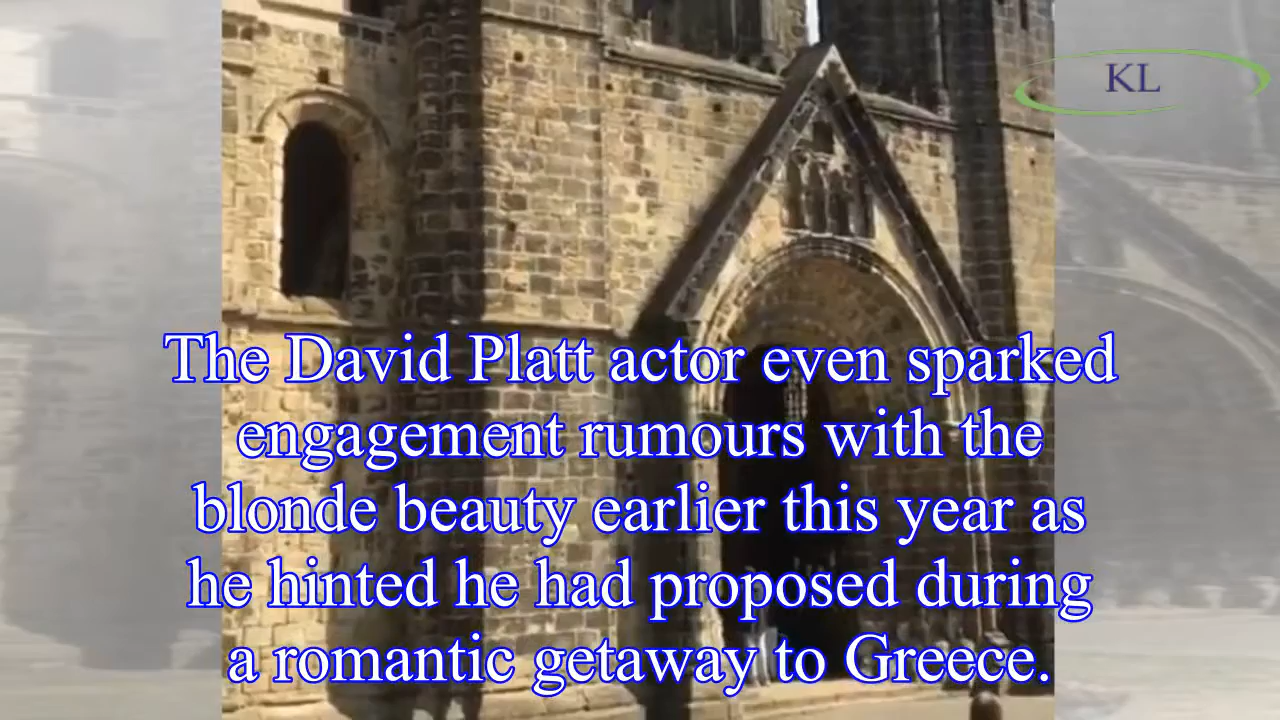 KL
The David Platt actor even sparked
engagement rumours with the
blonde beauty earlier this year as
he hinted he had proposed during
a romantic getaway to Greece.